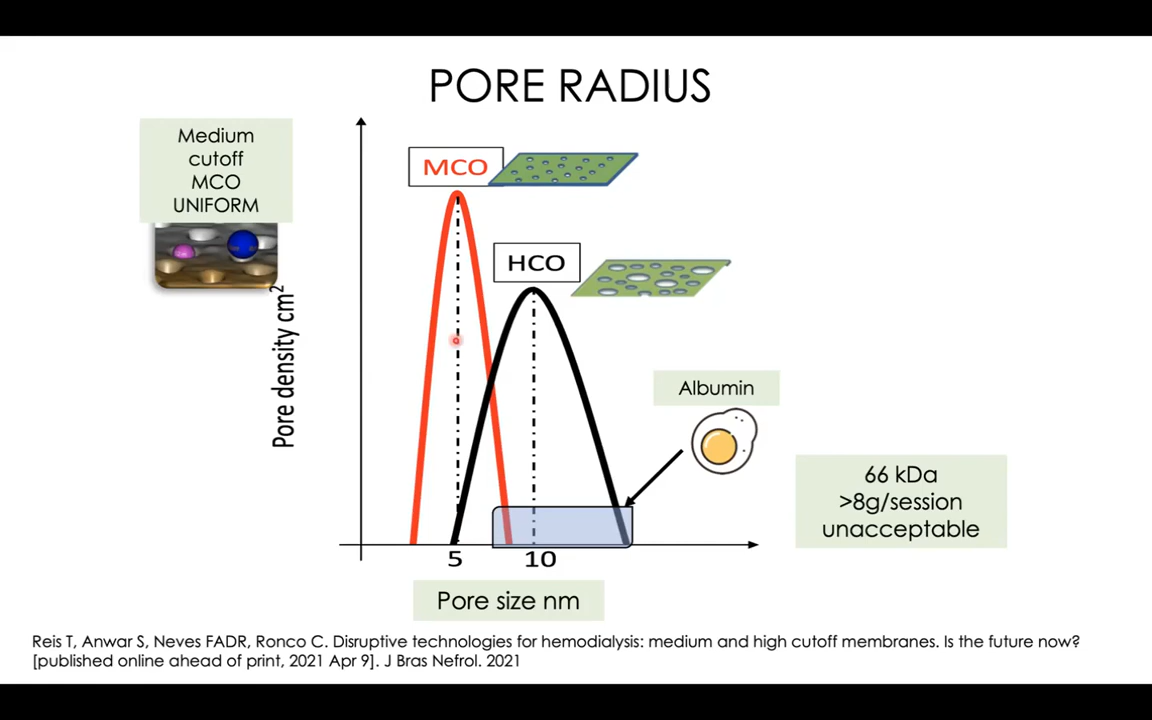 PORE RADIUS
Medium
cutoff
MCO
UNIFORM
MCO
HCO
Pore density cm²
Albumin
66 kDa
>8g/session
unacceptable
5
10
Pore size nm
Reis T, Anwar S, Neves FADR, Ronco C. Disruptive technologies for hemodialysis: medium and high cutoff membranes. Is the future now?
[published online ahead of print, 2021 Apr 9]. J Bras Nefrol. 2021